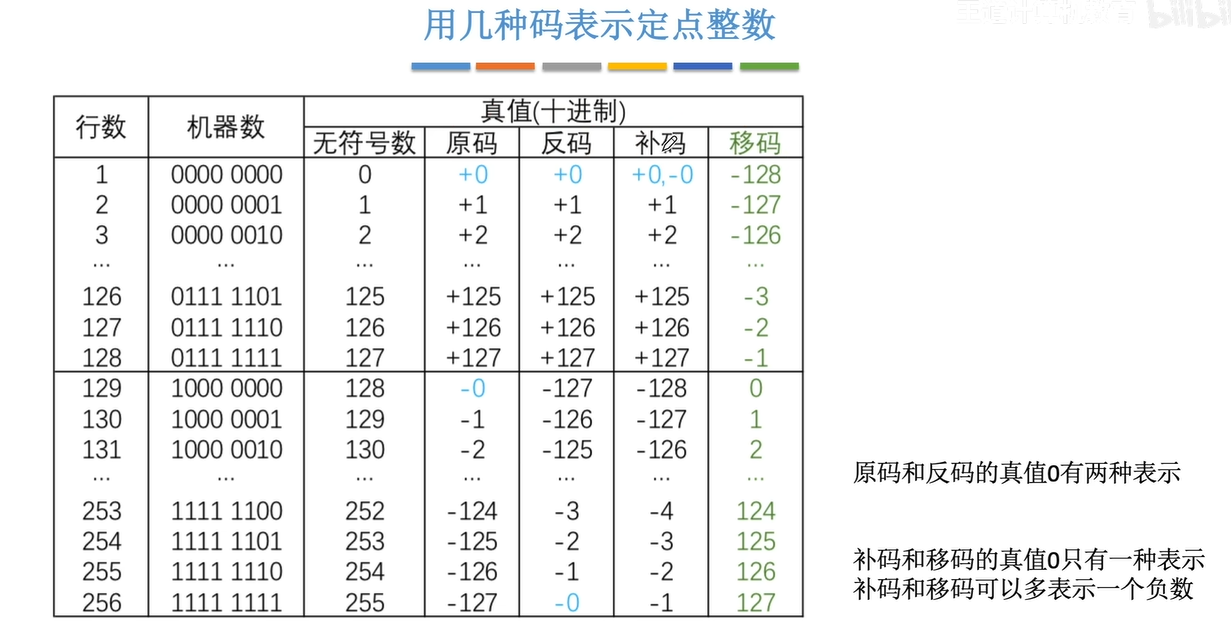 用几种码表示定点整数
bilibili
行数 机器数 真值(十进制)
无符号数 原码 反码 补码 移码
1 0000 0000 0 +0 +0 +0,-0 -128
2 0000 0001 1 +1 +1 +1 -127
3 0000 0010 2 +2 +2 +2 -126
... ... ... ... ... ... ...
126 0111 1101 125 +125 +125 +125 -3
127 0111 1110 126 +126 +126 +126 -2
128 0111 1111 127 +127 +127 +127 -1
129 1000 0000 128 -0 -127 -128 0
130 1000 0001 129 -1 -126 -127 1
131 1000 0010 130 -2 -125 -126 2
... ... ... ... ... ... ...
253 1111 1100 252 -124 -3 -4 124
254 1111 1101 253 -125 -2 -3 125
255 1111 1110 254 -126 -1 -2 126
256 1111 1111 255 -127 -0 -1 127
原码和反码的真值0有两种表示
补码和移码的真值0只有一种表示
补码和移码可以多表示一个负数